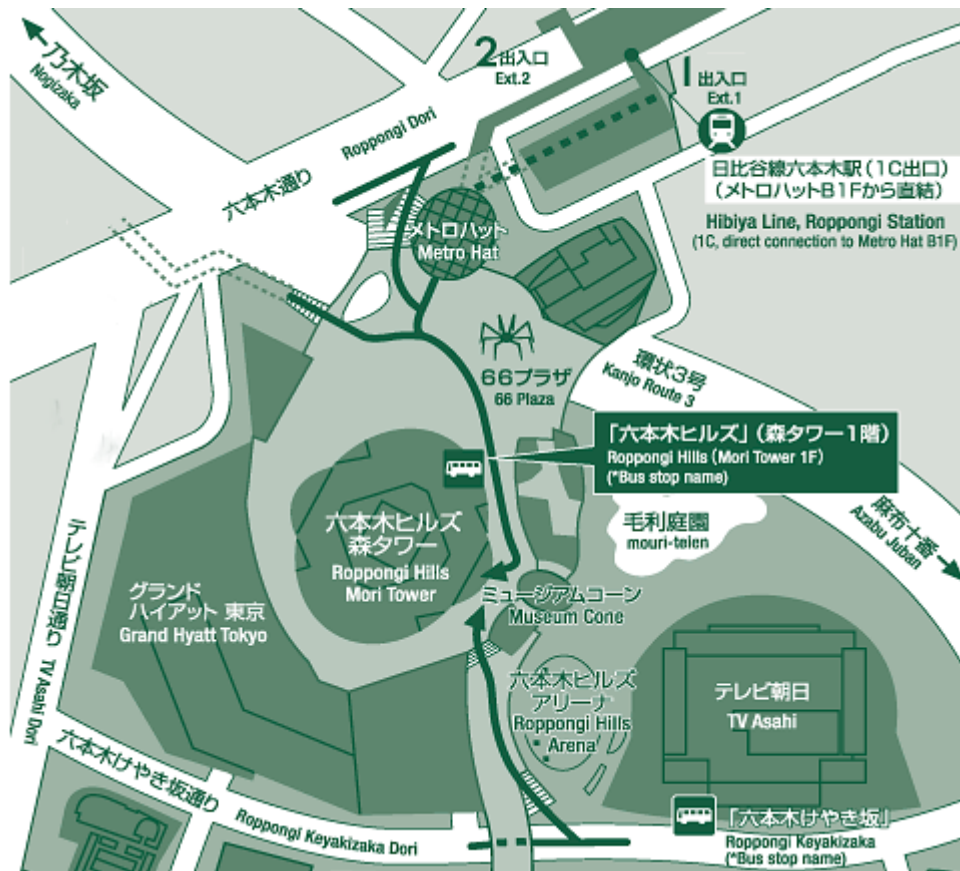 乃木坂
Nogizaka
2 出入口
Ext.2
1 出入口
Ext.1
六本木通り
Roppongi Dori
日比谷線六本木駅(1C出口)
(メトロハットB1Fから直結)
Hibiya Line, Roppongi Station
(1C, direct connection to Metro Hat B1F)
メトロハット
Metro Hat
66プラザ
66 Plaza
環状3号
Kanjo Route 3
「六本木ヒルズ」(森タワー1階)
Roppongi Hills (Mori Tower 1F)
(*Bus stop name)
毛利庭園
mouri-teien
麻布十番
Azabu Juban
六本木ヒルズ
森タワー
Roppongi Hills
Mori Tower
グランド
ハイアット 東京
Grand Hyatt Tokyo
ミュージアムコーン
Museum Cone
六本木ヒルズ
アリーナ
Roppongi Hills
Arena
テレビ朝日
TV Asahi
テレビ朝日通り TV Asahi Dori
六本木けやき坂通り
Roppongi Keyakizaka Dori
「六本木けやき坂」
Roppongi Keyakizaka
(*Bus stop name)